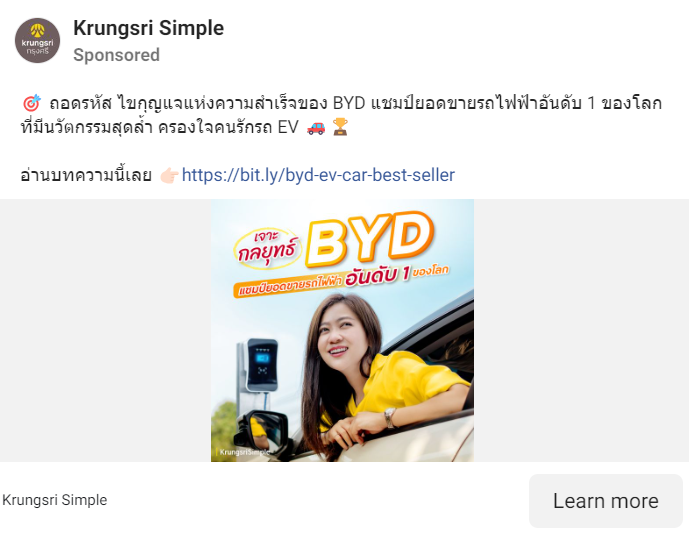 krungsri
กรุงศรี
Krungsri Simple
Sponsored
🎯 ถอดรหัส ไขกุญแจแห่งความสำเร็จของ BYD แชมป์ยอดขายรถไฟฟ้าอันดับ 1 ของโลก
ที่มีนวัตกรรมสุดล้ำ ครองใจคนรักรถ EV 🚗 🏆
อ่านบทความนี้เลย 👉🏻 https://bit.ly/byd-ev-car-best-seller
เจาะ
กลยุทธ์ BYD
แชมป์ยอดขายรถไฟฟ้า อันดับ 1 ของโลก
KrungsriSimple
Krungsri Simple
Learn more